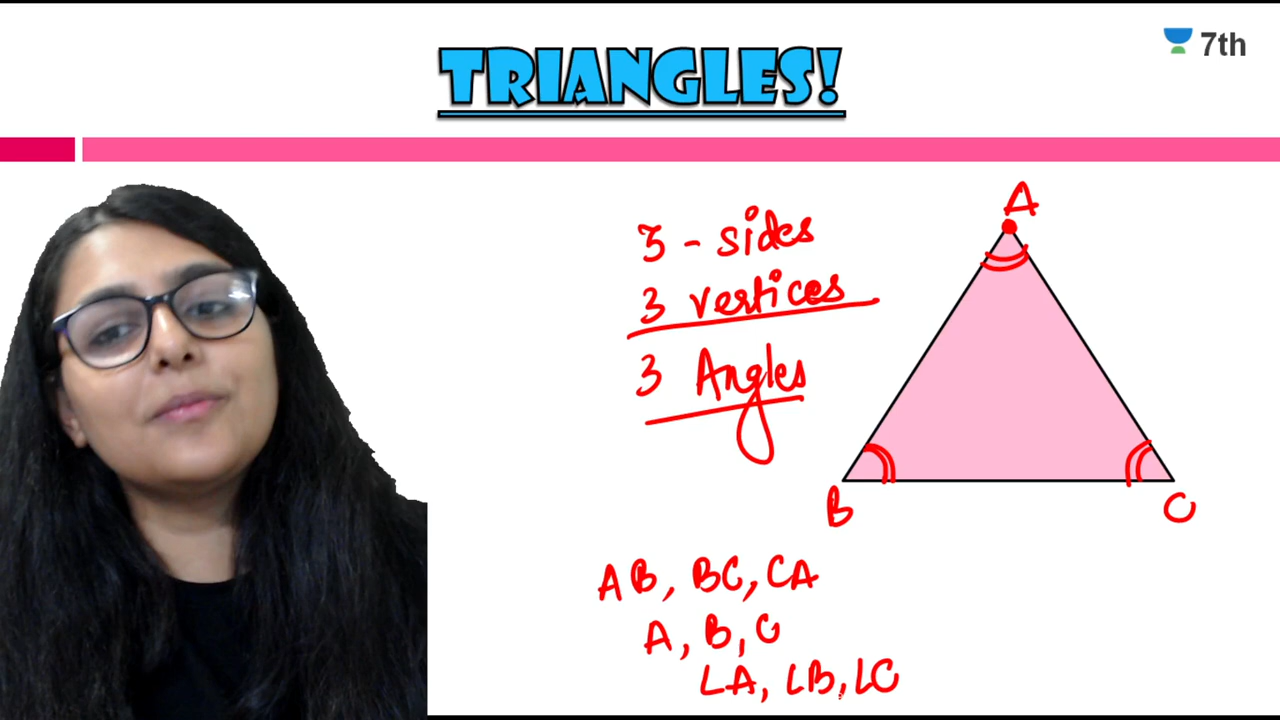 TRIANGLES!
7th
3 - sides
3 vertices
3 Angles
A
B
C
AB, BC, CA
A, B, C
∠A, ∠B, ∠C